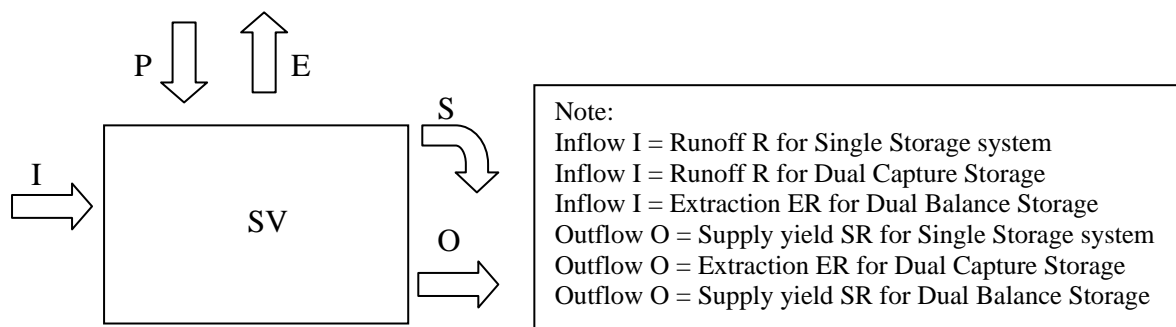 P
E
S
I
SV
O
Note:
Inflow I = Runoff R for Single Storage system
Inflow I = Runoff R for Dual Capture Storage
Inflow I = Extraction ER for Dual Balance Storage
Outflow O = Supply yield SR for Single Storage system
Outflow O = Extraction ER for Dual Capture Storage
Outflow O = Supply yield SR for Dual Balance Storage